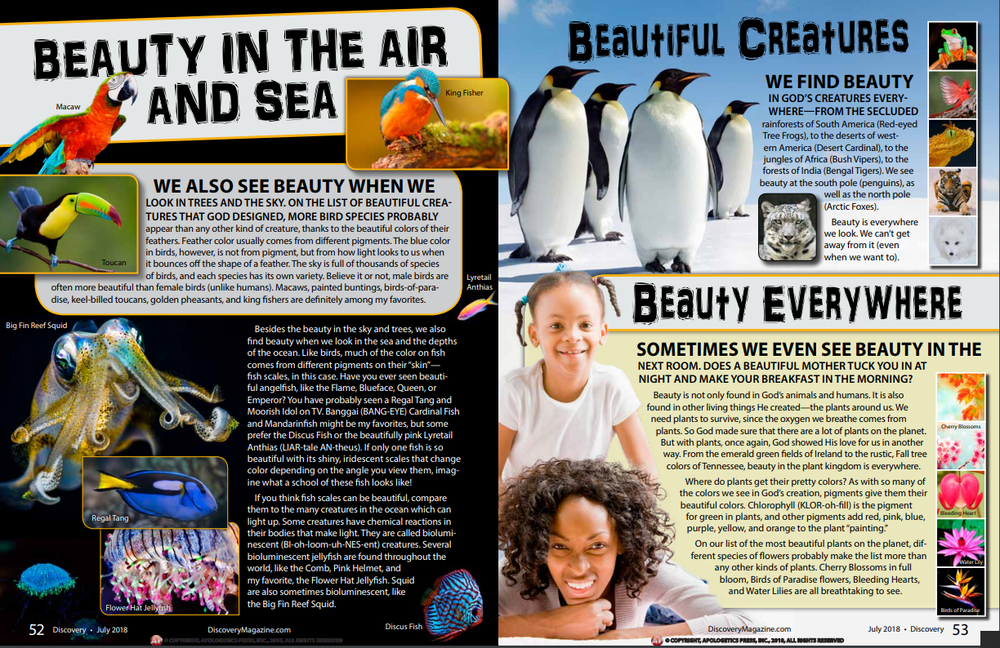 BEAUTY IN THE AIR
AND SEA
Macaw
King Fisher
Toucan
WE ALSO SEE BEAUTY WHEN WE
LOOK IN TREES AND THE SKY. ON THE LIST OF BEAUTIFUL CREA-
TURES THAT GOD DESIGNED, MORE BIRD SPECIES PROBABLY
appear than any other kind of creature, thanks to the beautiful colors of their
feathers. Feather color usually comes from different pigments. The blue color
in birds, however, is not from pigment, but from how light looks to us when
it bounces off the shape of a feather. The sky is full of thousands of species
of birds, and each species has its own variety. Believe it or not, male birds are
often more beautiful than female birds (unlike humans). Macaws, painted buntings, birds-of-para-
dise, keel-billed toucans, golden pheasants, and king fishers are definitely among my favorites.
Lyretail
Anthias
Big Fin Reef Squid
Besides the beauty in the sky and trees, we also
find beauty when we look in the sea and the depths
of the ocean. Like birds, much of the color on fish
comes from different pigments on their "skin"—
fish scales, in this case. Have you ever seen beauti-
ful angelfish, like the Flame, Blueface, Queen, or
Emperor? You have probably seen a Regal Tang and
Moorish Idol on TV. Banggai (BANG-EYE) Cardinal Fish
and Mandarinfish might be my favorites, but some
prefer the Discus Fish or the beautifully pink Lyretail
Anthias (LIAR-tale AN-theus). If only one fish is so
beautiful with its shiny, iridescent scales that change
color depending on the angle you view them, imag-
ine what a school of these fish looks like!
If you think fish scales can be beautiful, compare
them to the many creatures in the ocean which can
light up. Some creatures have chemical reactions in
their bodies that make light. They are called biolumi-
nescent (BI-oh-loom-uh-NES-ent) creatures. Several
bioluminescent jellyfish are found throughout the
world, like the Comb, Pink Helmet, and
my favorite, the Flower Hat Jellyfish. Squid
are also sometimes bioluminescent, like
the Big Fin Reef Squid.
Regal Tang
Flower Hat Jellyfish
Discus Fish
52 Discovery • July 2018
DiscoveryMagazine.com
© COPYRIGHT, APOLOGETICS PRESS, INC., 2018, ALL RIGHTS RESERVED
BEAUTIFUL CREATURES
WE FIND BEAUTY
IN GOD'S CREATURES EVERY-
WHERE—FROM THE SECLUDED
rainforests of South America (Red-eyed
Tree Frogs), to the deserts of west-
ern America (Desert Cardinal), to the
jungles of Africa (Bush Vipers), to the
forests of India (Bengal Tigers). We see
beauty at the south pole (penguins), as
well as the north pole
(Arctic Foxes).
Beauty is everywhere
we look. We can't get
away from it (even
when we want to).
BEAUTY EVERYWHERE
SOMETIMES WE EVEN SEE BEAUTY IN THE
NEXT ROOM. DOES A BEAUTIFUL MOTHER TUCK YOU IN AT
NIGHT AND MAKE YOUR BREAKFAST IN THE MORNING?
Beauty is not only found in God's animals and humans. It is also
found in other living things He created—the plants around us. We
need plants to survive, since the oxygen we breathe comes from
plants. So God made sure that there are a lot of plants on the planet.
But with plants, once again, God showed His love for us in another
way. From the emerald green fields of Ireland to the rustic, Fall tree
colors of Tennessee, beauty in the plant kingdom is everywhere.
Where do plants get their pretty colors? As with so many of
the colors we see in God's creation, pigments give them their
beautiful colors. Chlorophyll (KLOR-oh-fill) is the pigment
for green in plants, and other pigments add red, pink, blue,
purple, yellow, and orange to the plant "painting."
On our list of the most beautiful plants on the planet, dif-
ferent species of flowers probably make the list more than
any other kinds of plants. Cherry Blossoms in full
bloom, Birds of Paradise flowers, Bleeding Hearts,
and Water Lilies are all breathtaking to see.
Cherry Blossoms
Bleeding Heart
Water Lily
Birds of Paradise
DiscoveryMagazine.com
July 2018 • Discovery 53
© COPYRIGHT, APOLOGETICS PRESS, INC., 2018, ALL RIGHTS RESERVED